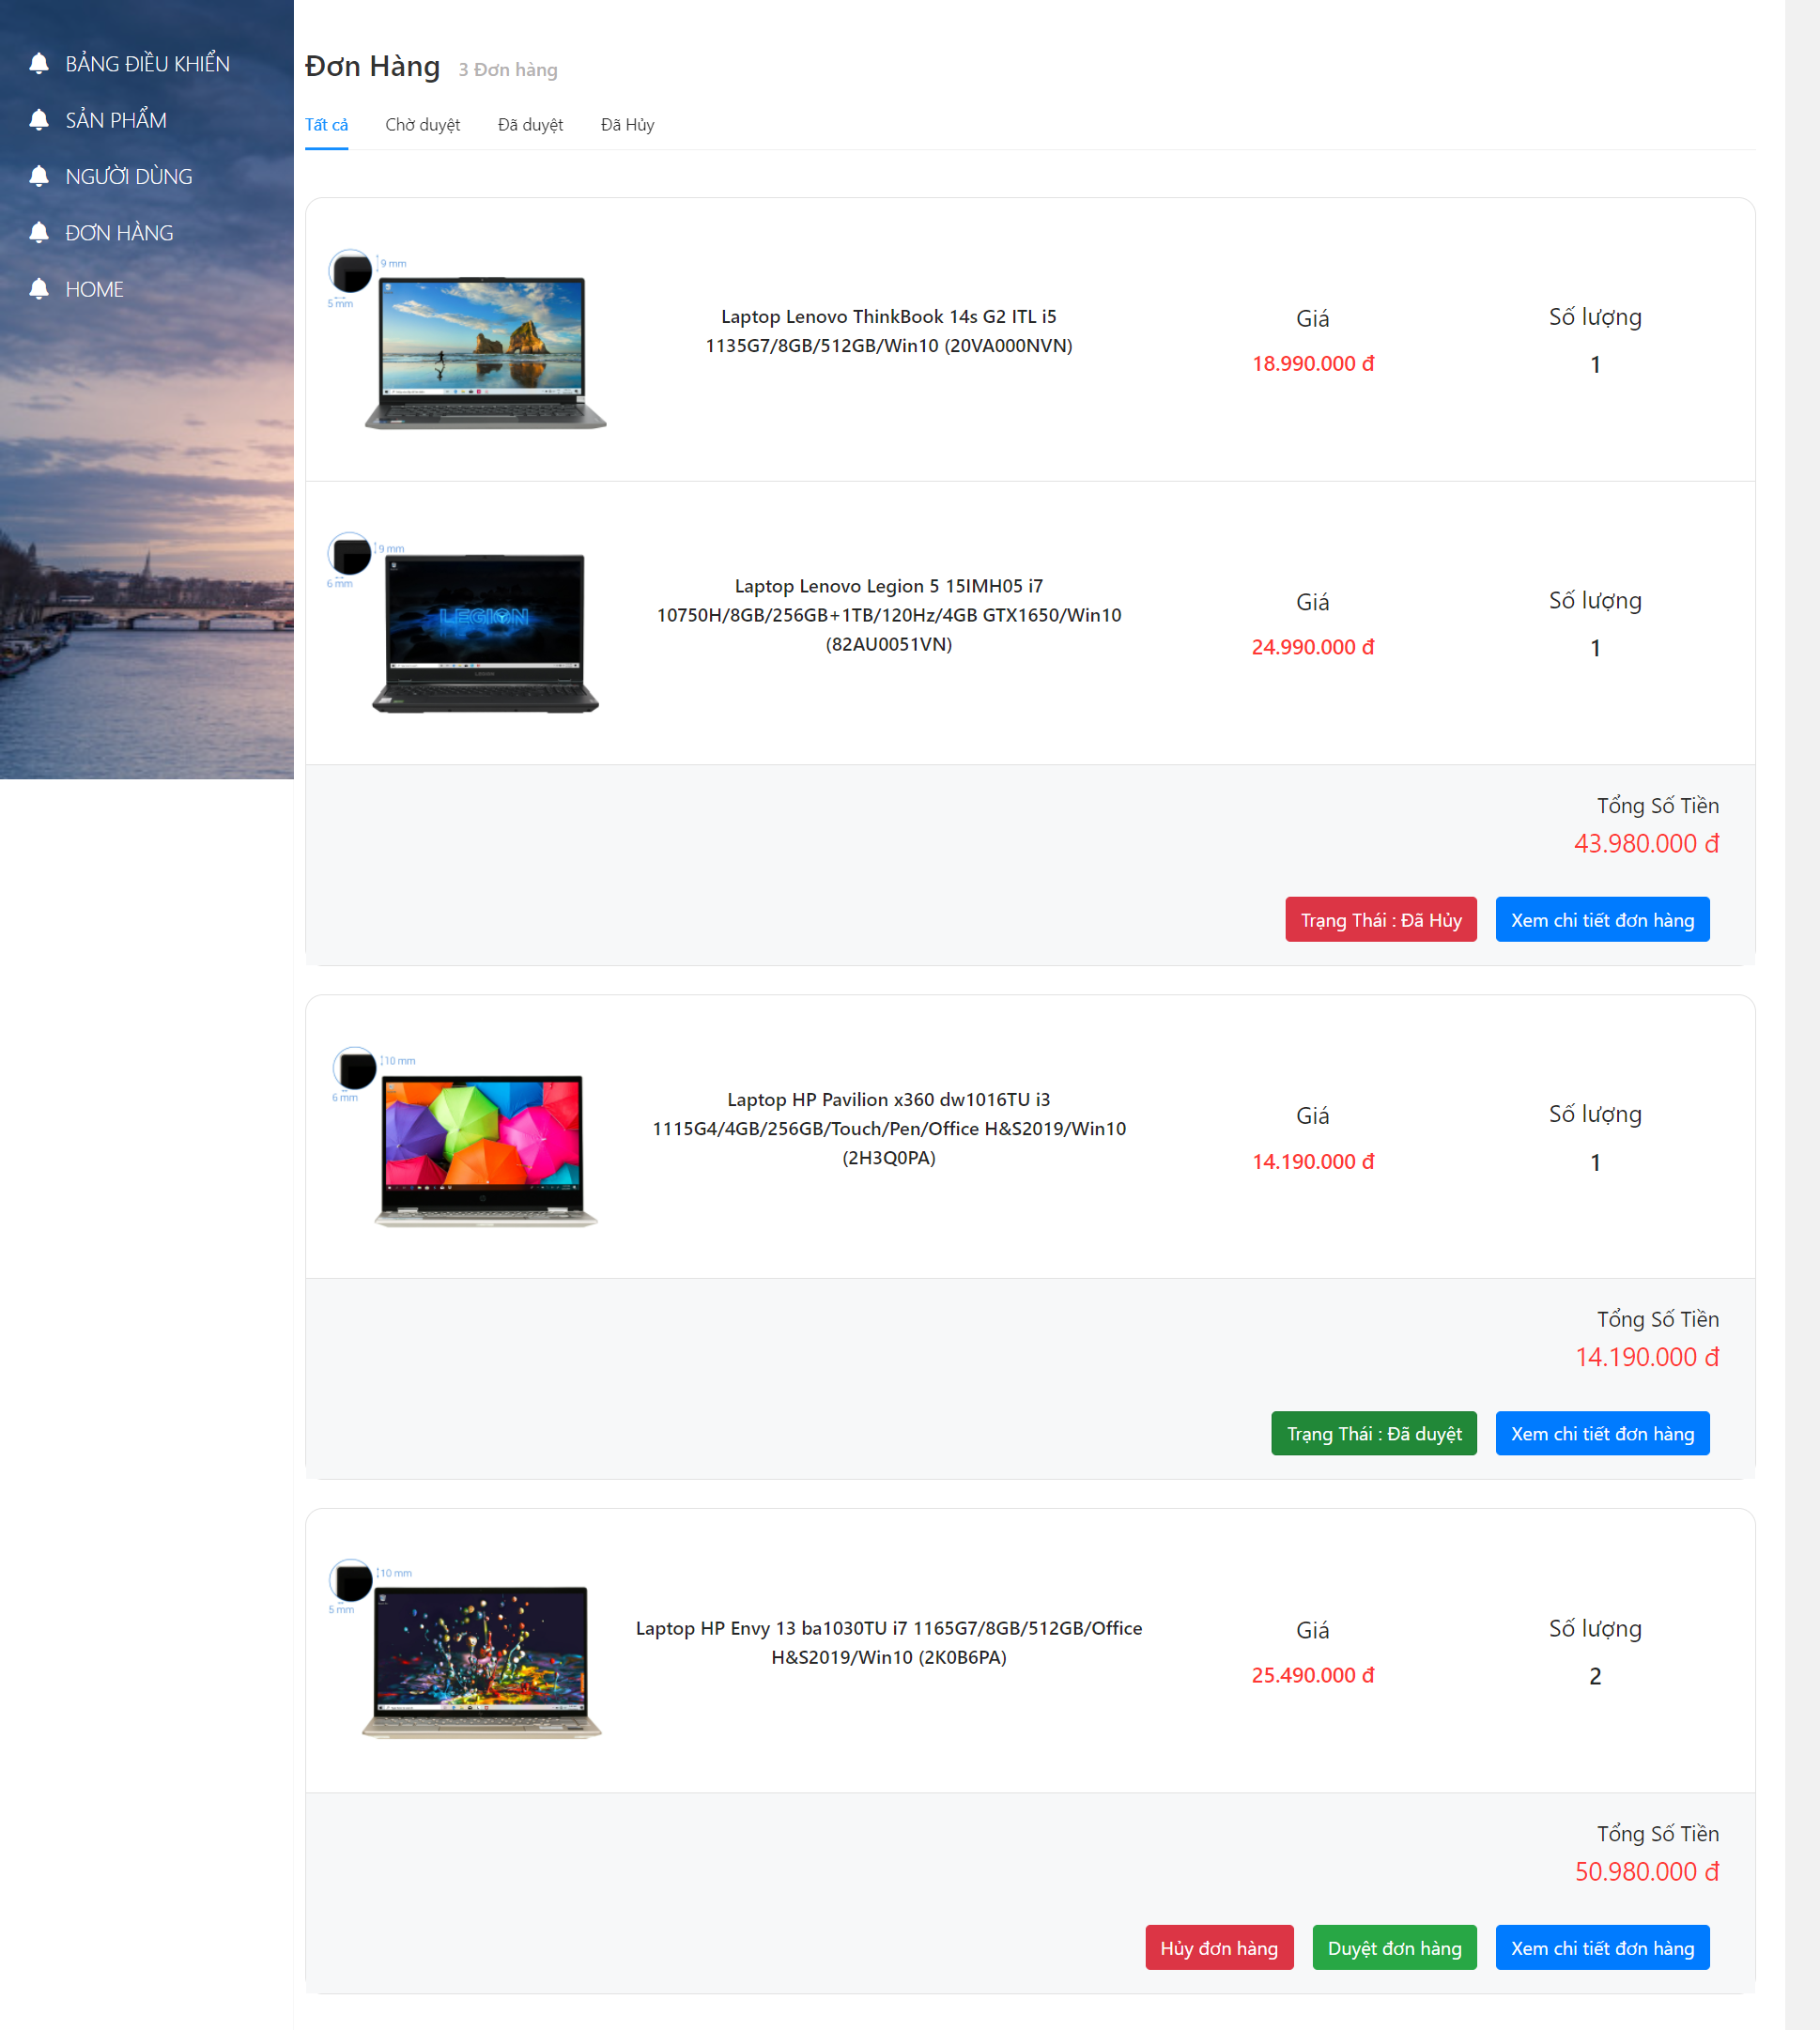 BẢNG ĐIỀU KHIỂN
SẢN PHẨM
NGƯỜI DÙNG
ĐƠN HÀNG
HOME
Đơn Hàng 3 Đơn hàng
Tất cả Chờ duyệt Đã duyệt Đã Hủy
9 mm
5 mm
Laptop Lenovo ThinkBook 14s G2 ITL i5
1135G7/8GB/512GB/Win10 (20VA000NVN)
Giá
18.990.000 đ
Số lượng
1
9 mm
6 mm
LEGION
Laptop Lenovo Legion 5 15IMH05 i7
10750H/8GB/256GB+1TB/120Hz/4GB GTX1650/Win10
(82AU0051VN)
Giá
24.990.000 đ
Số lượng
1
Tổng Số Tiền
43.980.000 đ
Trạng Thái : Đã Hủy Xem chi tiết đơn hàng
10 mm
6 mm
Laptop HP Pavilion x360 dw1016TU i3
1115G4/4GB/256GB/Touch/Pen/Office H&S2019/Win10
(2H3Q0PA)
Giá
14.190.000 đ
Số lượng
1
Tổng Số Tiền
14.190.000 đ
Trạng Thái : Đã duyệt Xem chi tiết đơn hàng
10 mm
5 mm
Laptop HP Envy 13 ba1030TU i7 1165G7/8GB/512GB/Office
H&S2019/Win10 (2K0B6PA)
Giá
25.490.000 đ
Số lượng
2
Tổng Số Tiền
50.980.000 đ
Hủy đơn hàng Duyệt đơn hàng Xem chi tiết đơn hàng